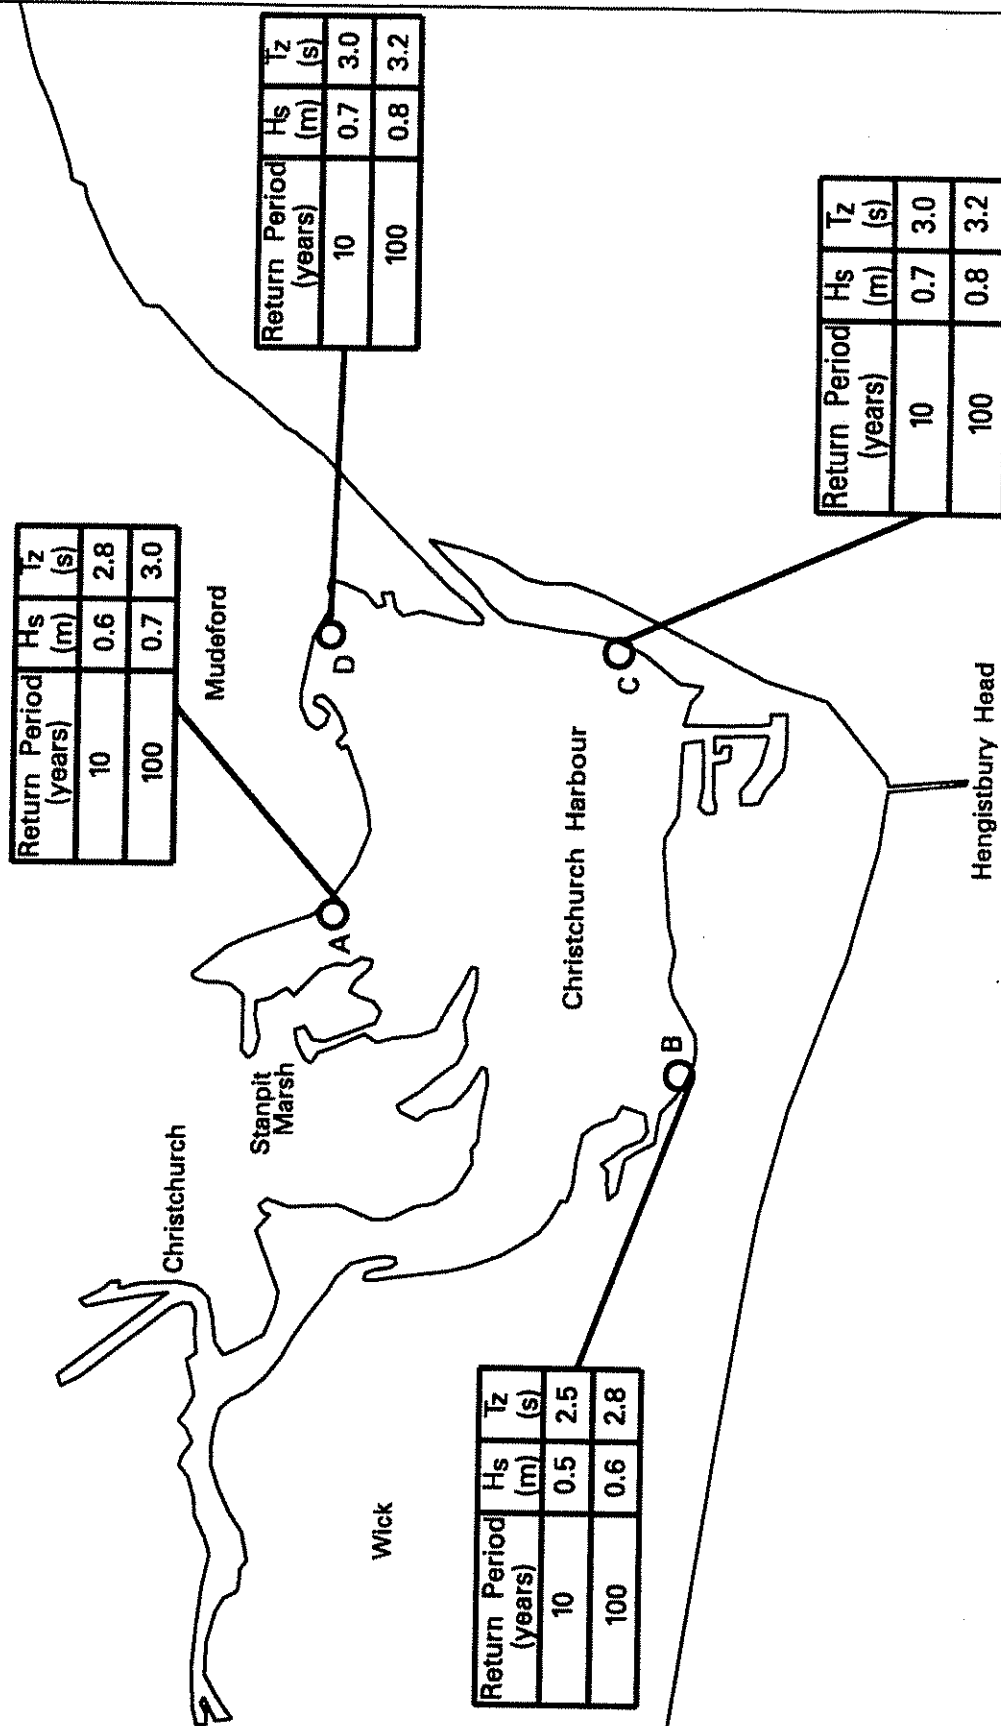 Return Period Hs Tz
(years) (m) (s)
10 0.6 2.8
100 0.7 3.0
Return Period Hs Tz
(years) (m) (s)
10 0.7 3.0
100 0.8 3.2
Christchurch
Mudeford
Stanpit
Marsh
A
D
Wick
Christchurch Harbour
Return Period Hs Tz
(years) (m) (s)
10 0.5 2.5
100 0.6 2.8
B
C
Return Period Hs Tz
(years) (m) (s)
10 0.7 3.0
100 0.8 3.2
Hengistbury Head